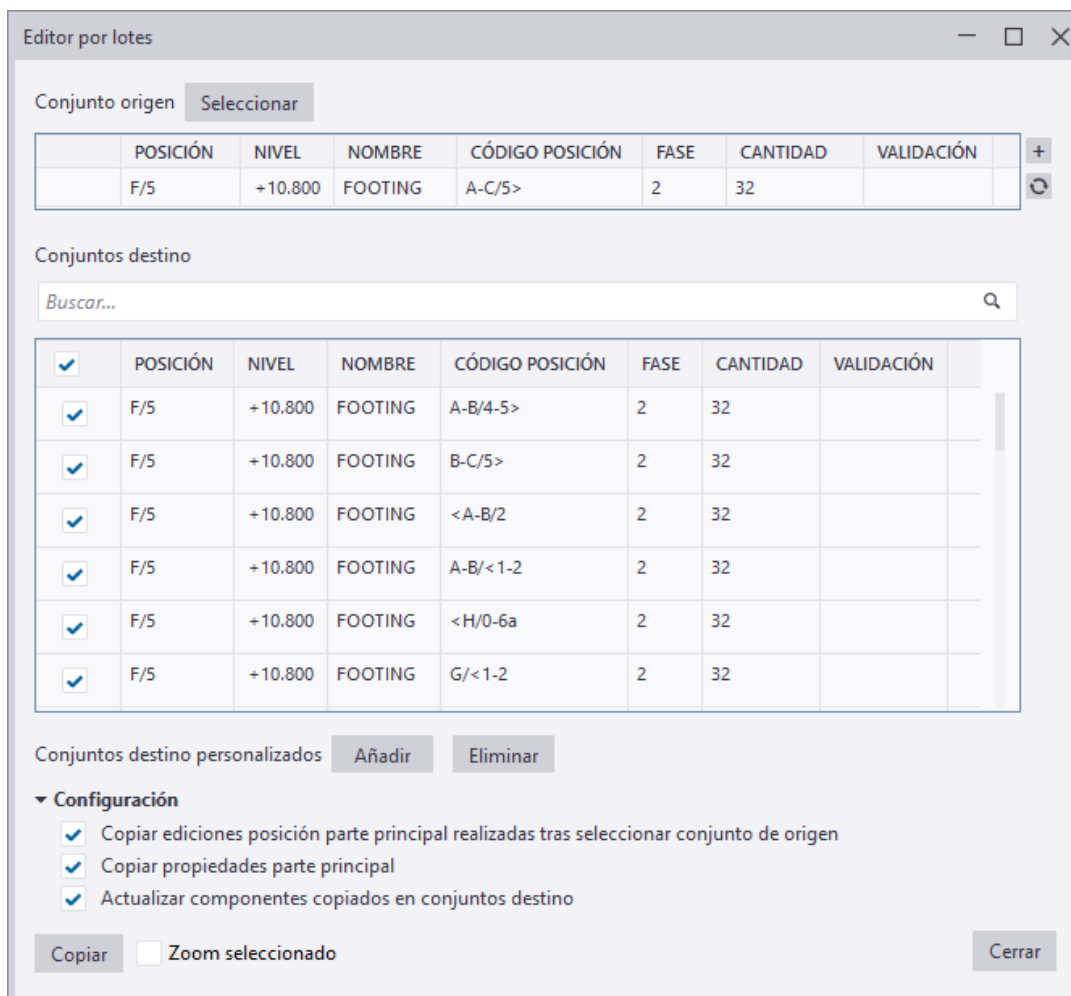 Editor por lotes
Conjunto origen Seleccionar
POSICIÓN NIVEL NOMBRE CÓDIGO POSICIÓN FASE CANTIDAD VALIDACIÓN
F/5 +10.800 FOOTING A-C/5> 2 32
Conjuntos destino
Buscar...
POSICIÓN NIVEL NOMBRE CÓDIGO POSICIÓN FASE CANTIDAD VALIDACIÓN
F/5 +10.800 FOOTING A-B/4-5> 2 32
F/5 +10.800 FOOTING B-C/5> 2 32
F/5 +10.800 FOOTING <A-B/2 2 32
F/5 +10.800 FOOTING A-B/<1-2 2 32
F/5 +10.800 FOOTING <H/0-6a 2 32
F/5 +10.800 FOOTING G/<1-2 2 32
Conjuntos destino personalizados Añadir Eliminar
Configuración
Copiar ediciones posición parte principal realizadas tras seleccionar conjunto de origen
Copiar propiedades parte principal
Actualizar componentes copiados en conjuntos destino
Copiar Zoom seleccionado Cerrar